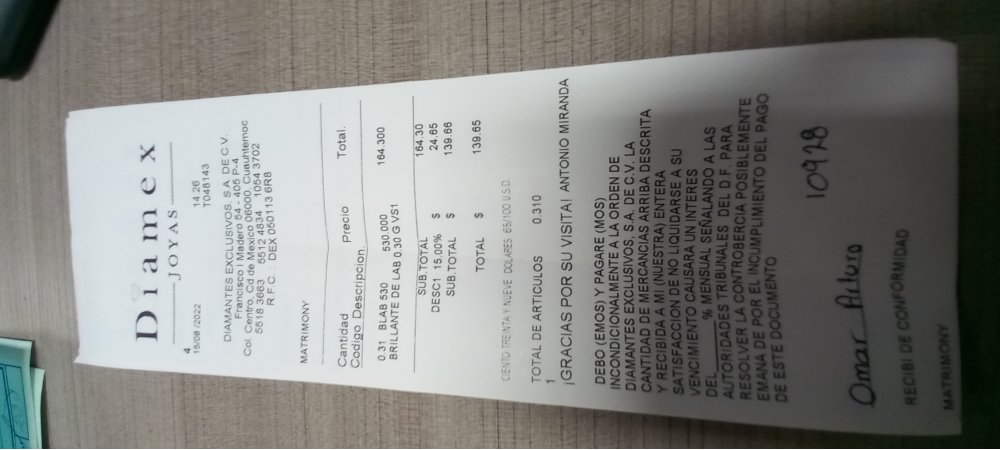 Diamex
JOYAS
4
15/08 /2022 14:26
T048143
DIAMANTES EXCLUSIVOS, S.A. DE C.V.
Francisco I Madero 54 - 405 P-4
Col. Centro, Cd de Mexico 06000, Cuauhtemoc
5518 3663 5512 4834 1054 3702
R.F.C. : DEX 050113 6R8
MATRIMONY
Cantidad Precio Total.
Codigo Descripcion
0.31 BLAB 530 530.000 164.300
BRILLANTE DE LAB 0.30 G VS1
SUB.TOTAL 164.30
DESC1 15.00% $ 24.65
SUB.TOTAL $ 139.66
TOTAL $ 139.65
CIENTO TREINTA Y NUEVE DOLARES 65/100 U.S.D.
TOTAL DE ARTICULOS 0.310
1
¡GRACIAS POR SU VISITA! ANTONIO MIRANDA
DEBO (EMOS) Y PAGARE (MOS)
INCONDICIONALMENTE A LA ORDEN DE
DIAMANTES EXCLUSIVOS, S.A. DE C.V. LA
CANTIDAD DE MERCANCIAS ARRIBA DESCRITA
Y RECIBIDA A MI (NUESTRA) ENTERA
SATISFACCION DE NO LIQUIDARSE A SU
VENCIMIENTO CAUSARA UN INTERES
DEL____% MENSUAL, SEÑALANDO A LAS
AUTORIDADES TRIBUNALES DEL D.F. PARA
RESOLVER LA CONTROBERCIA POSIBLEMENTE
EMANA DE POR EL INCUMPLIMIENTO DEL PAGO
DE ESTE DOCUMENTO
Omar Arturo 10928
RECIBI DE CONFORMIDAD
MATRIMONY